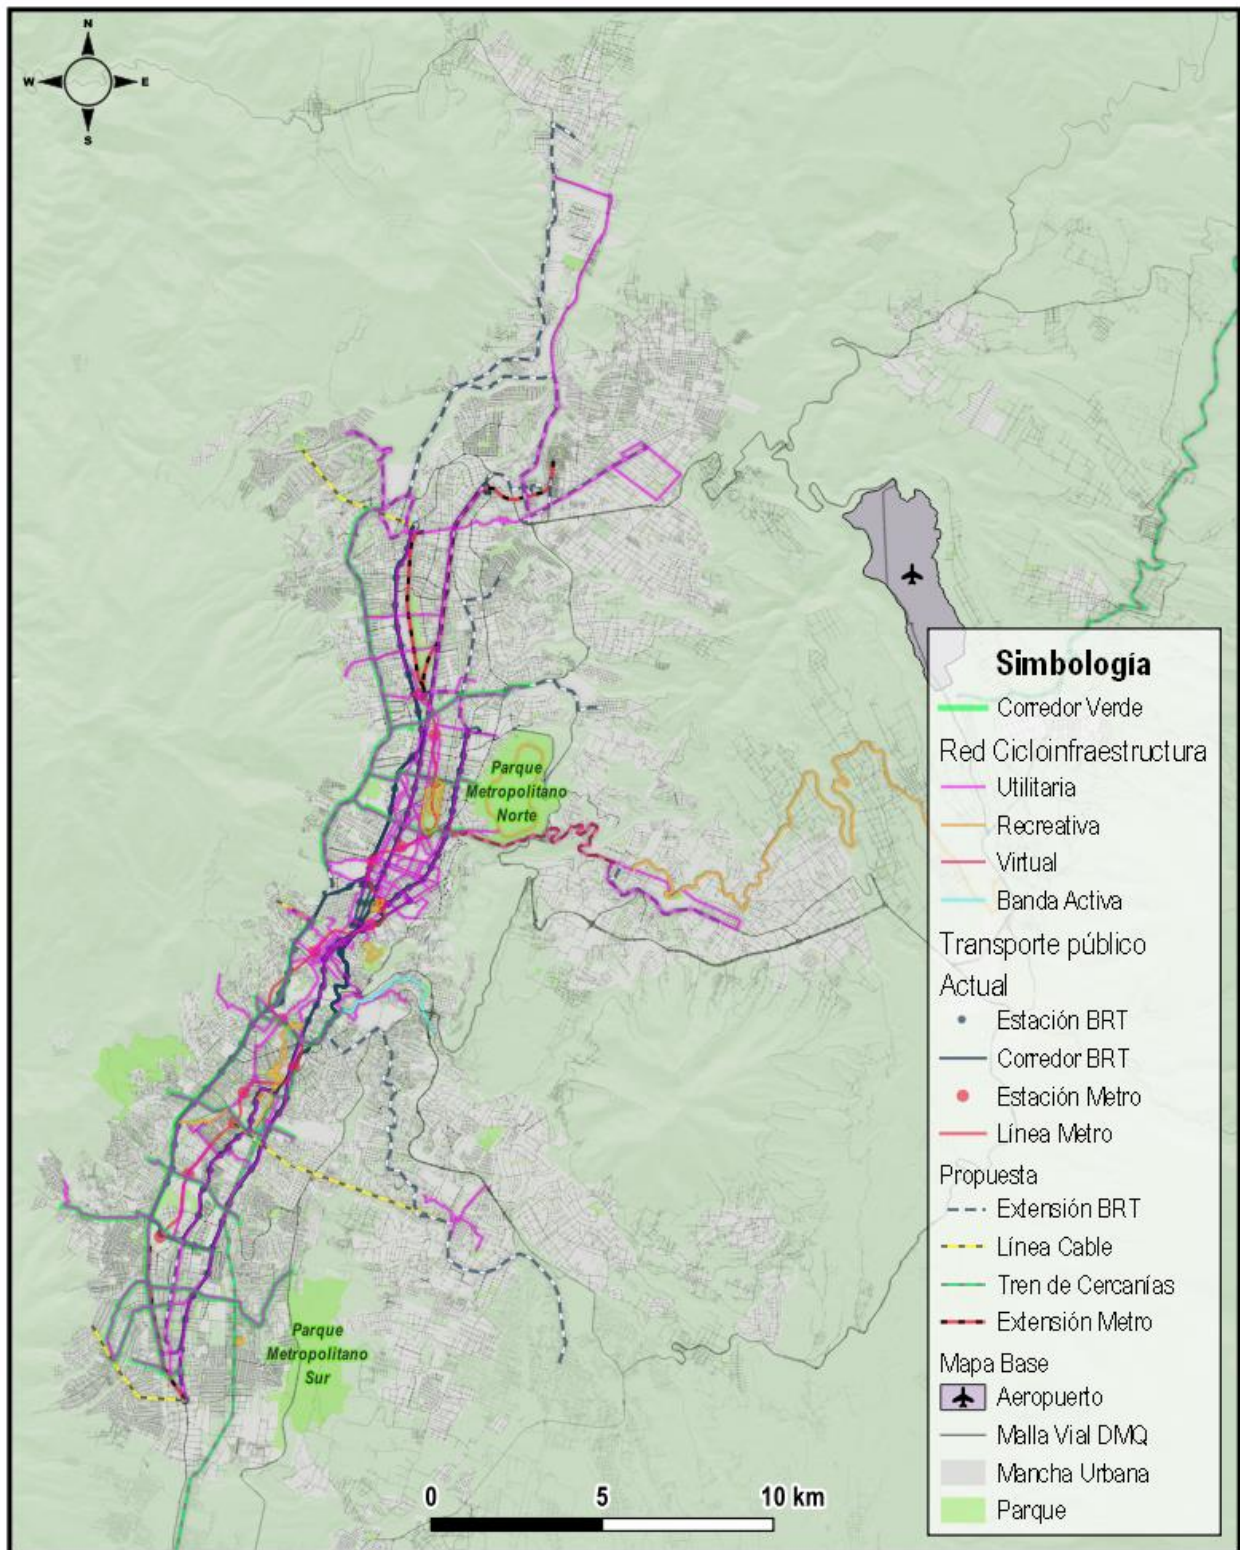 N
W E
S
Parque
Metropolitano
Norte
Parque
Metropolitano
Sur
0 5 10 km
Simbología
Corredor Verde
Red Cicloinfraestructura
Utilitaria
Recreativa
Virtual
Banda Activa
Transporte público
Actual
Estación BRT
Corredor BRT
Estación Metro
Línea Metro
Propuesta
Extensión BRT
Línea Cable
Tren de Cercanías
Extensión Metro
Mapa Base
Aeropuerto
Malla Vial DMQ
Mancha Urbana
Parque